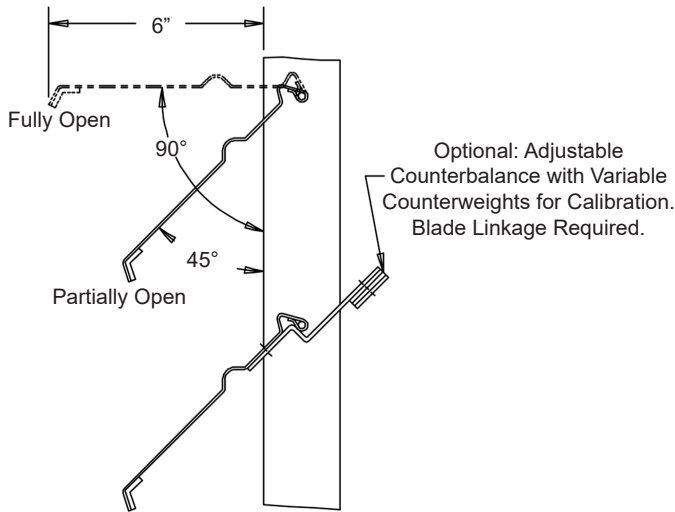 6”
Fully Open
90°
Optional: Adjustable
Counterbalance with Variable
Counterweights for Calibration.
Blade Linkage Required.
45°
Partially Open